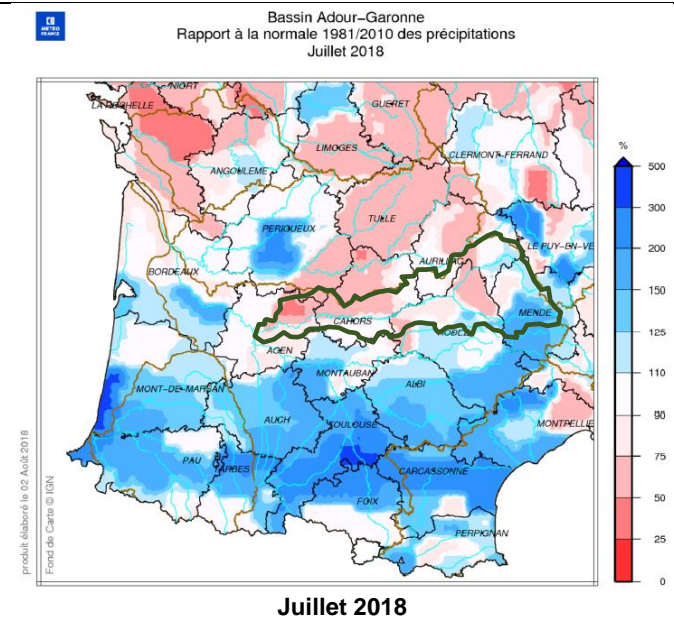 METEO
FRANCE
Bassin Adour-Garonne
Rapport à la normale 1981/2010 des précipitations
Juillet 2018
NIORT
LA ROCHELLE
GUERET
LIMOGES
CLERMONT-FERRAND
ANGOULEME
TULLE
PERIGUEUX
LE PUY-EN-VE
AURILLAC
BORDEAUX
MENDE
CAHORS
RODEZ
AGEN
MONTAUBAN
MONT-DE-MARSAN
ALBI
AUCH
TOULOUSE
MONTPELLIE
PAU
TARBES
CARCASSONNE
FOIX
PERPIGNAN
%
500
300
200
150
125
110
90
75
50
25
0
produit élaboré le 02 Août 2018
Fond de Carte © IGN
Juillet 2018